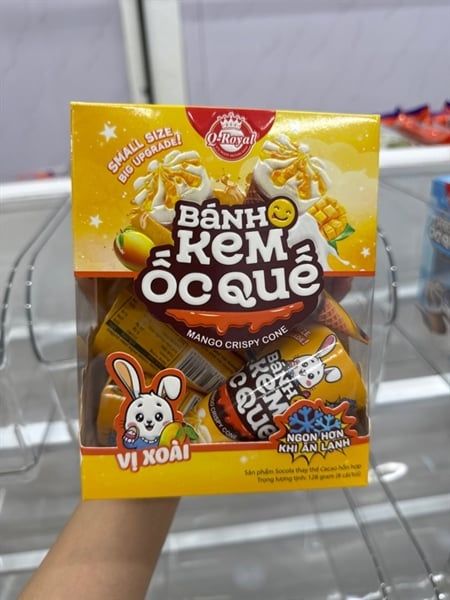 Q-Royal
SMALL SIZE,
BIG UPGRADE!
BÁNH
KEM
ỐC QUẾ
MANGO CRISPY CONE
BÁNH
KEM
ỐC QUẾ
CRISPY CONE
VỊ XOÀI
NGON HƠN
KHI ĂN LẠNH
Sản phẩm Socola thay thế Cacao hỗn hợp
Trọng lượng tịnh: 128 gram (8 cái/túi)